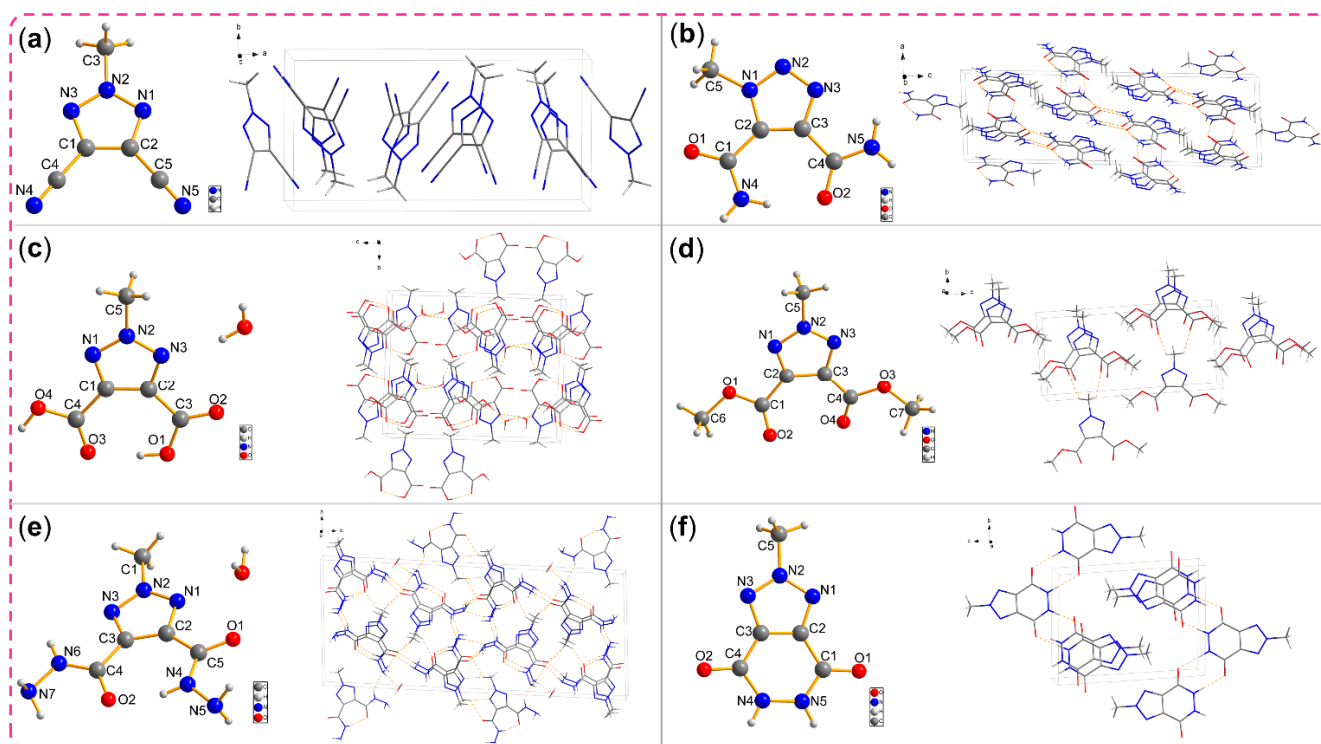 (a)
C3
N2
N3 N1
C1 C2
C4 C5
N4 N5
b
a
c
(b)
N2
N1
C5 N3
C2 C3
O1 N5
C1 C4
N4 O2
a
b c
(c)
C5
N2
N1 N3
C1 C2
O4 O2
C4 C3
O3 O1
c
b
(d)
C5
N2
N1 N3
C2 C3
O1 O3
C1 C4
C6 O2 O4 C7
b
a c
(e)
C1
N2
N3 N1
C3 C2 O1
N6 C4 C5
N7 O2 N4
N5
a
c
(f)
C5
N3 N2
N1
C3 C2
O2 C4 C1 O1
N4 N5
b
c